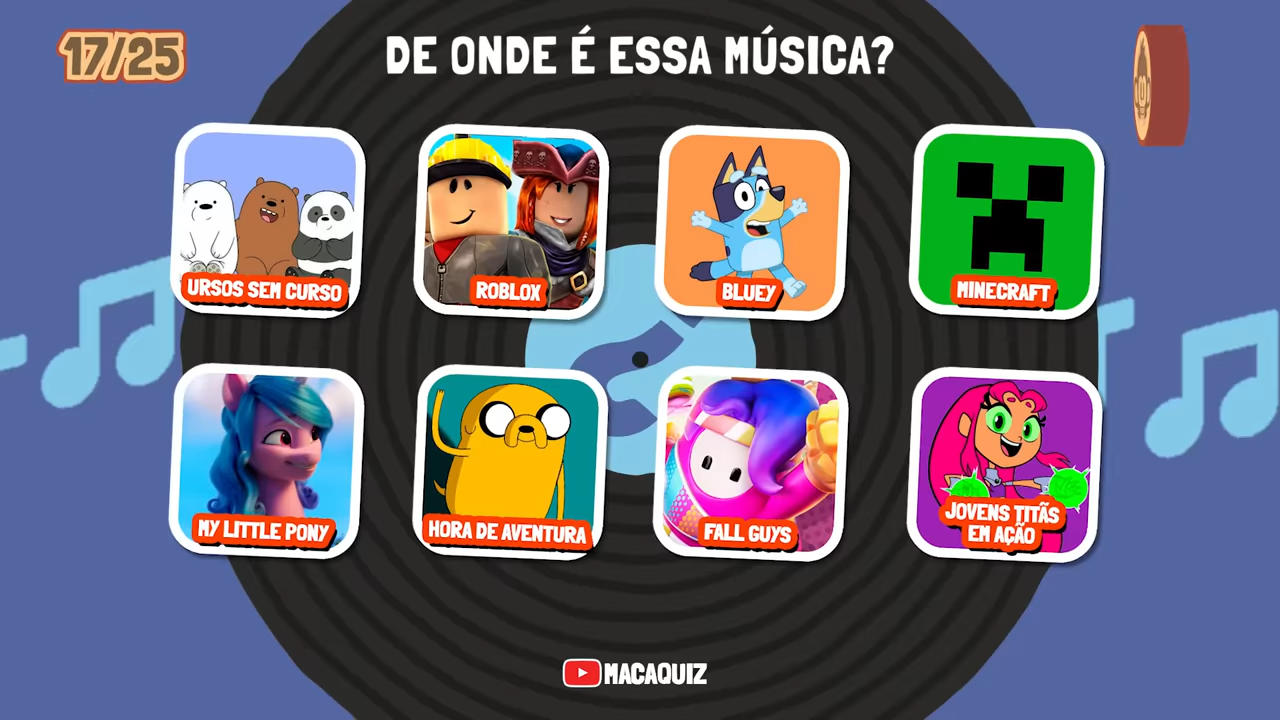 17/25
DE ONDE É ESSA MÚSICA?
URSOS SEM CURSO
ROBLOX
BLUEY
MINECRAFT
MY LITTLE PONY
HORA DE AVENTURA
FALL GUYS
JOVENS TITÃS
EM AÇÃO
MACAQUIZ